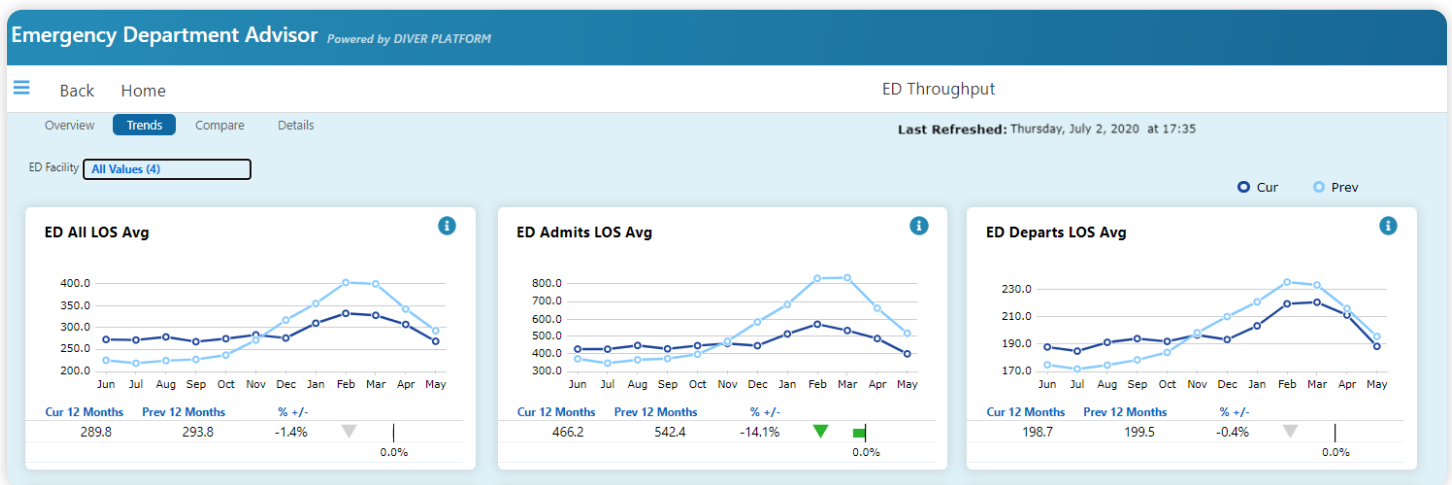 Emergency Department Advisor Powered by DIVER PLATFORM
Back Home ED Throughput
Overview Trends Compare Details
Last Refreshed: Thursday, July 2, 2020 at 17:35
ED Facility All Values (4)
Cur Prev
ED All LOS Avg
400.0
350.0
300.0
250.0
200.0
Jun Jul Aug Sep Oct Nov Dec Jan Feb Mar Apr May
Cur 12 Months Prev 12 Months % +/-
289.8 293.8 -1.4%
0.0%
ED Admits LOS Avg
800.0
700.0
600.0
500.0
400.0
300.0
Jun Jul Aug Sep Oct Nov Dec Jan Feb Mar Apr May
Cur 12 Months Prev 12 Months % +/-
466.2 542.4 -14.1%
0.0%
ED Departs LOS Avg
230.0
210.0
190.0
170.0
Jun Jul Aug Sep Oct Nov Dec Jan Feb Mar Apr May
Cur 12 Months Prev 12 Months % +/-
198.7 199.5 -0.4%
0.0%